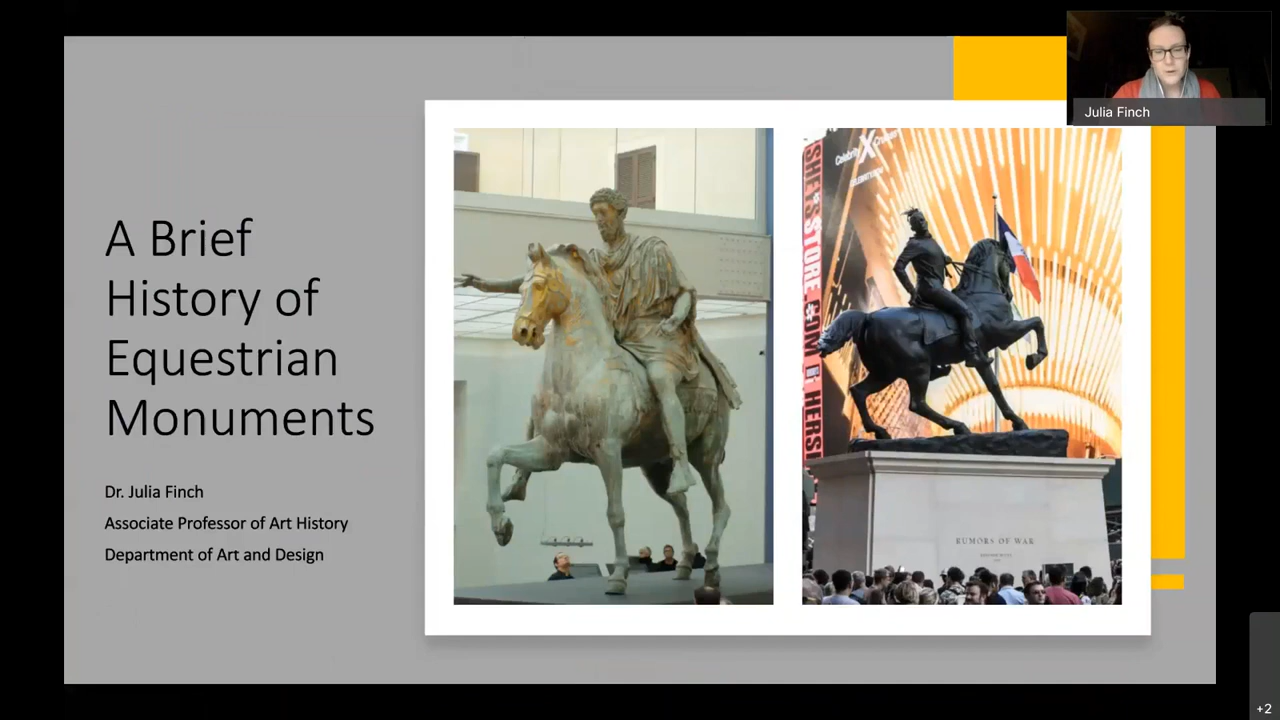 Julia Finch
A Brief
History of
Equestrian
Monuments
Dr. Julia Finch
Associate Professor of Art History
Department of Art and Design
RUMORS OF WAR
+2